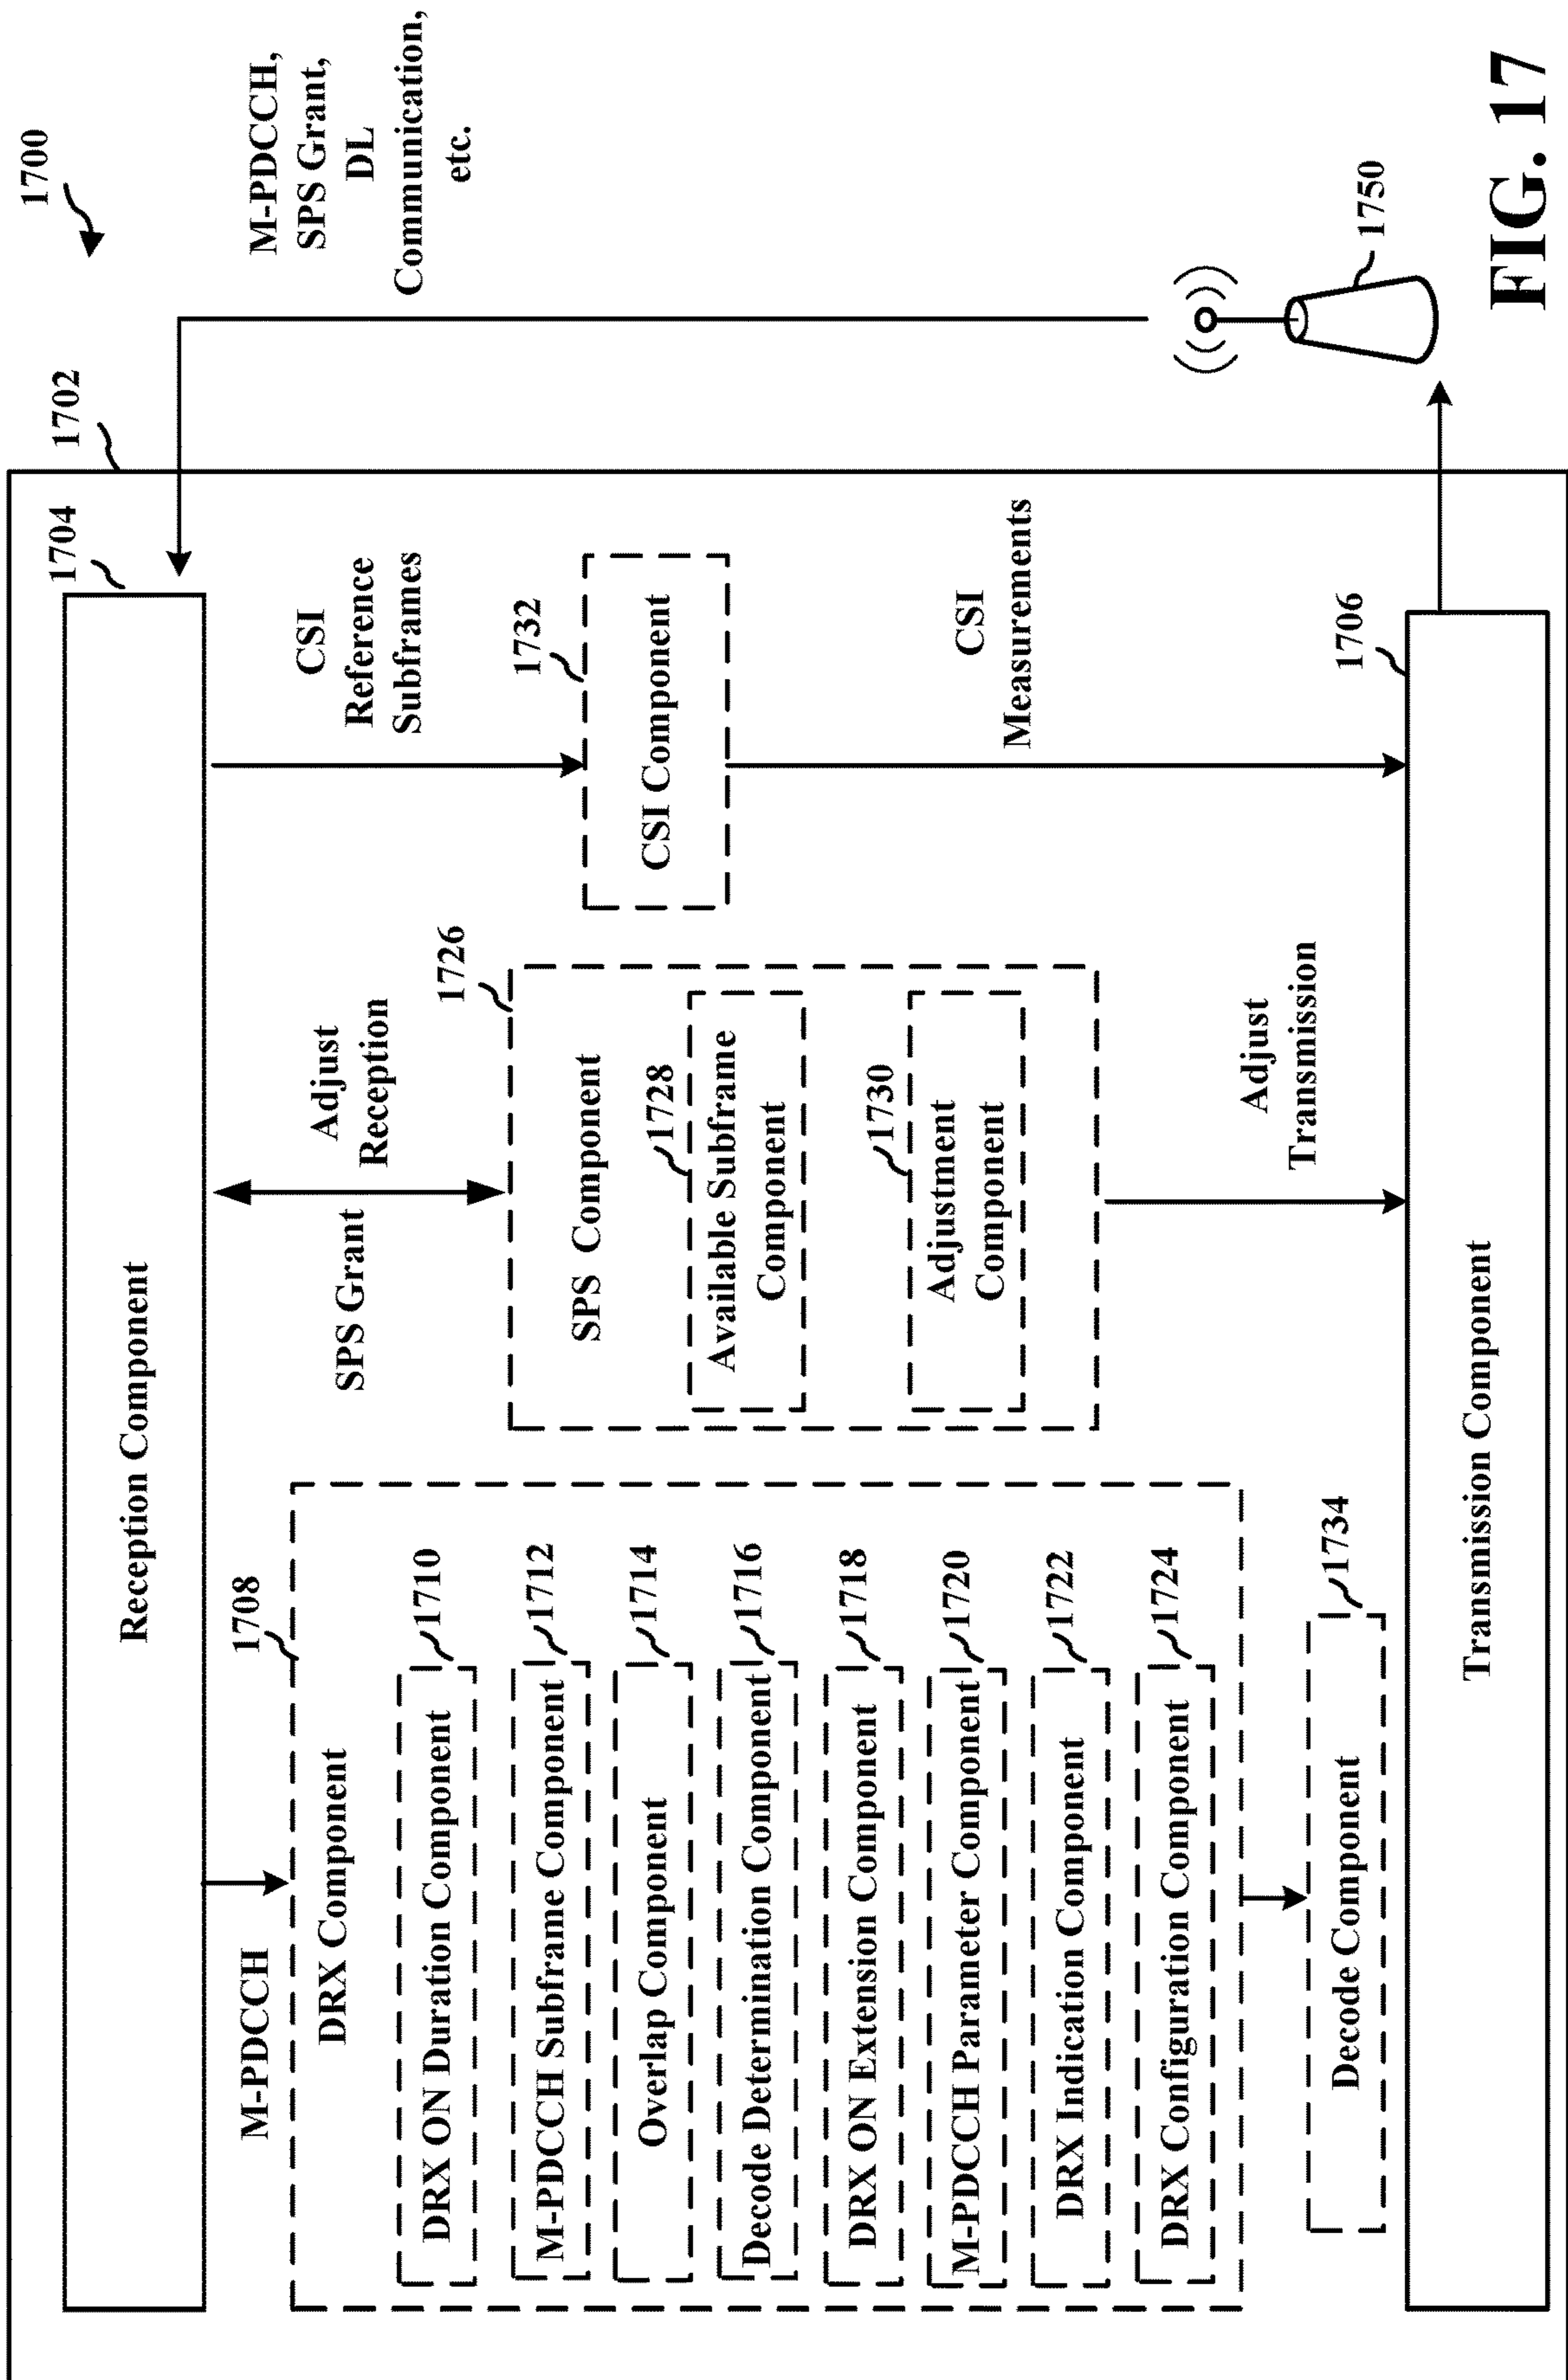 1700
M-PDCCH,
SPS Grant,
DL
Communication,
etc.
1702
1704
Reception Component
M-PDCCH
1708
DRX Component
DRX ON Duration Component
1710
M-PDCCH Subframe Component
1712
Overlap Component
1714
Decode Determination Component
1716
DRX ON Extension Component
1718
M-PDCCH Parameter Component
1720
DRX Indication Component
1722
DRX Configuration Component
1724
Decode Component
1734
SPS Grant
Adjust
Reception
1726
SPS Component
1728
Available Subframe
Component
1730
Adjustment
Component
Adjust
Transmission
CSI
Reference
Subframes
1732
CSI Component
CSI
Measurements
1706
Transmission Component
1750
FIG. 17